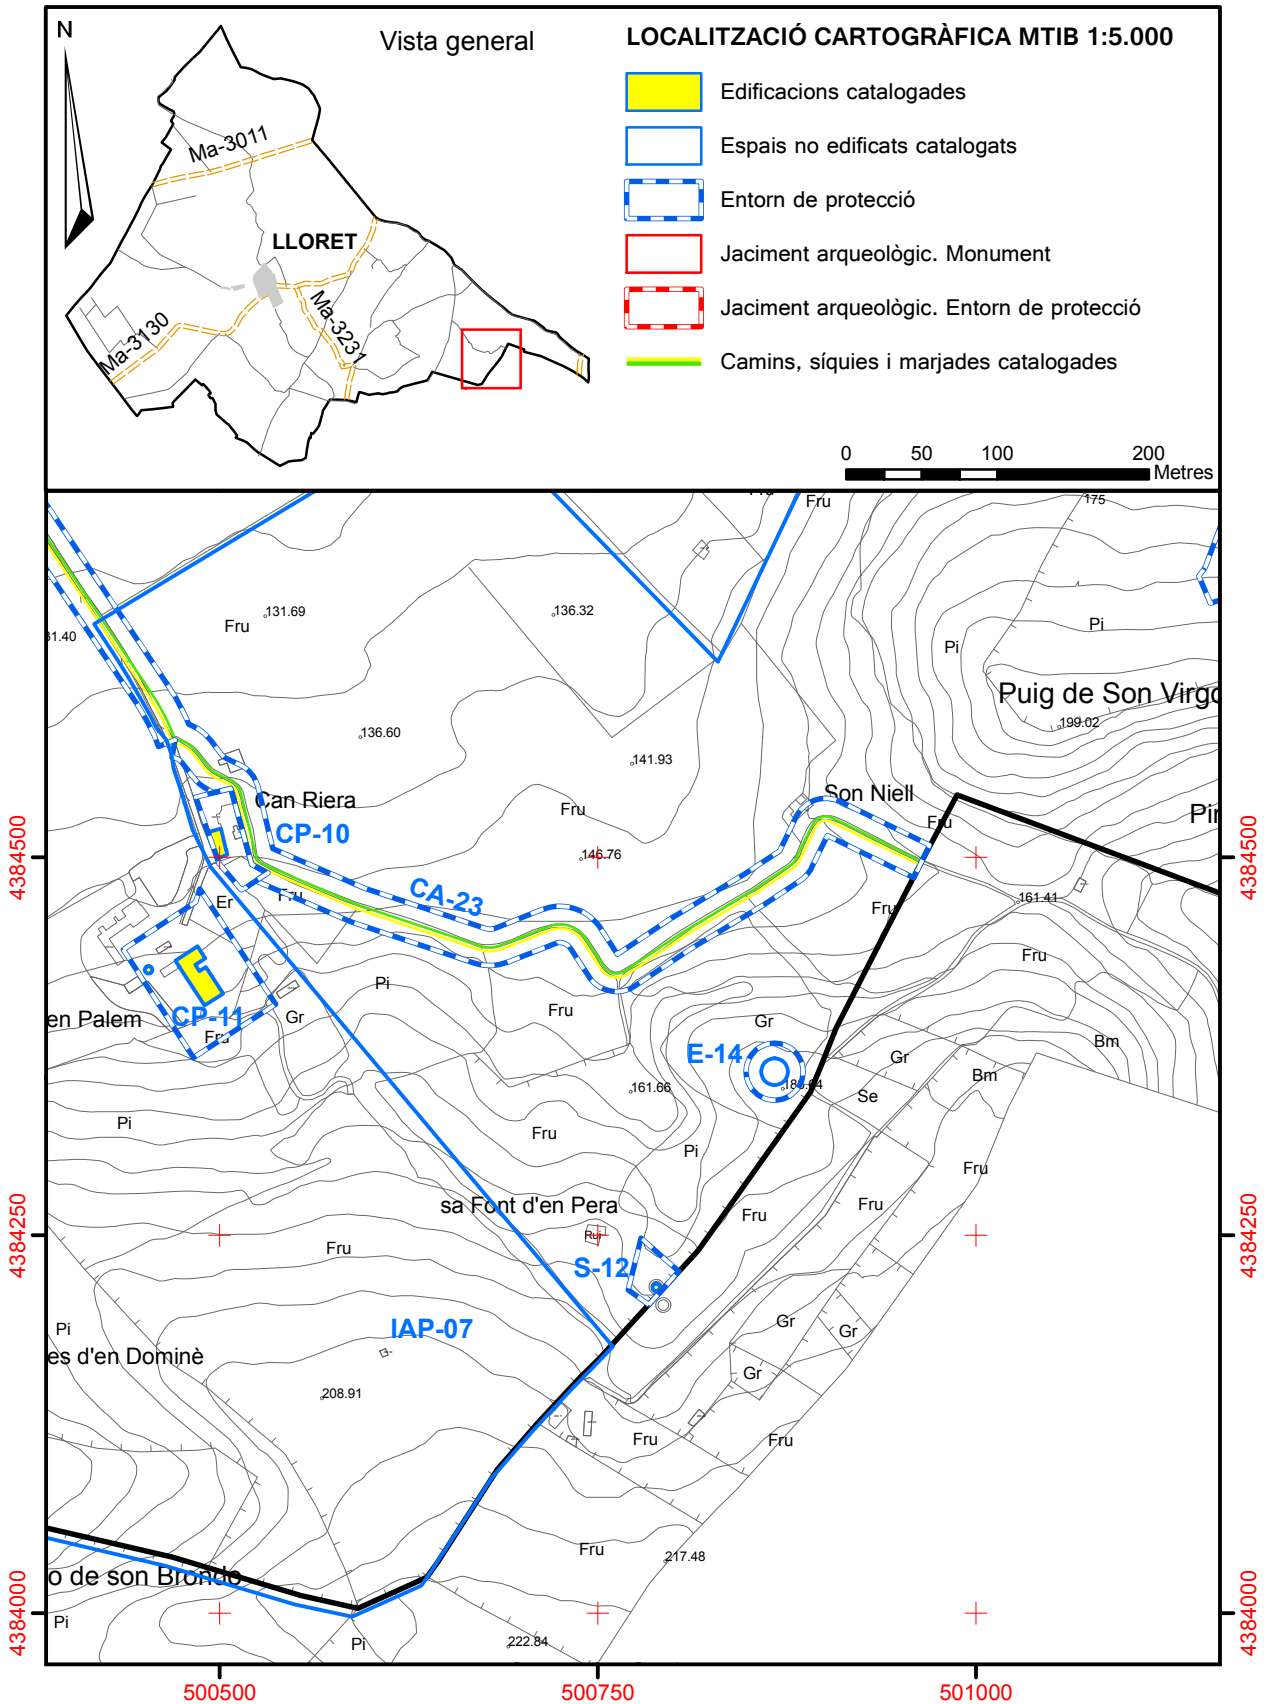 N
Vista general
Ma-3011
LLORET
Ma-3130
Ma-3231
LOCALITZACIÓ CARTOGRÀFICA MTIB 1:5.000
Edificacions catalogades
Espais no edificats catalogats
Entorn de protecció
Jaciment arqueològic. Monument
Jaciment arqueològic. Entorn de protecció
Camins, síquies i marjades catalogades
0 50 100 200
Metres
Fru
175
131.69
136.32
Fru
31.40
Pi
Pi
Puig de Son Virgo
199.02
136.60
141.93
Can Riera
Son Niell
Fru
Pin
CP-10
Fru
4384500
4384500
146.76
CA-23
Er
Fru
161.41
Fru
Fru
Pi
en Palem
CP-11
Gr
Fru
Fru
Gr
Bm
E-14
Gr
Bm
161.66
Se
Pi
Fru
Pi
Fru
sa Font d'en Pera
Fru
Fru
4384250
4384250
Fru
Rui
S-12
IAP-07
Pi
Gr
Gr
es d'en Dominè
Gr
208.91
Fru
Fru
Fru
217.48
o de son Brondo
4384000
4384000
Pi
Pi
222.84
500500
500750
501000